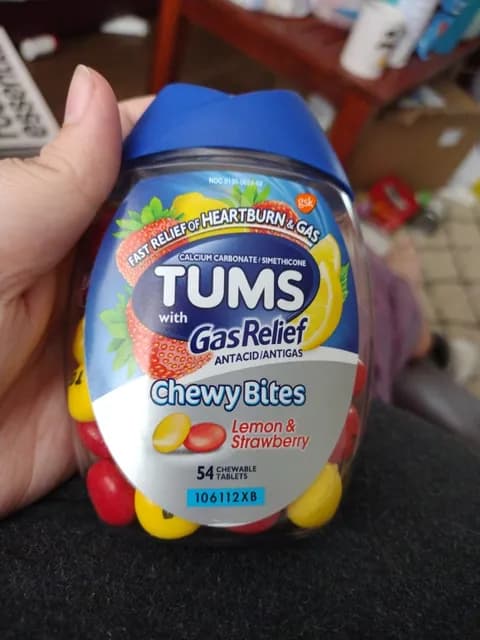 gsk
FAST RELIEF OF HEARTBURN & GAS
CALCIUM CARBONATE/SIMETHICONE
TUMS
with
Gas Relief
ANTACID/ANTIGAS
Chewy Bites
Lemon &
Strawberry
54 CHEWABLE
TABLETS
106112XB